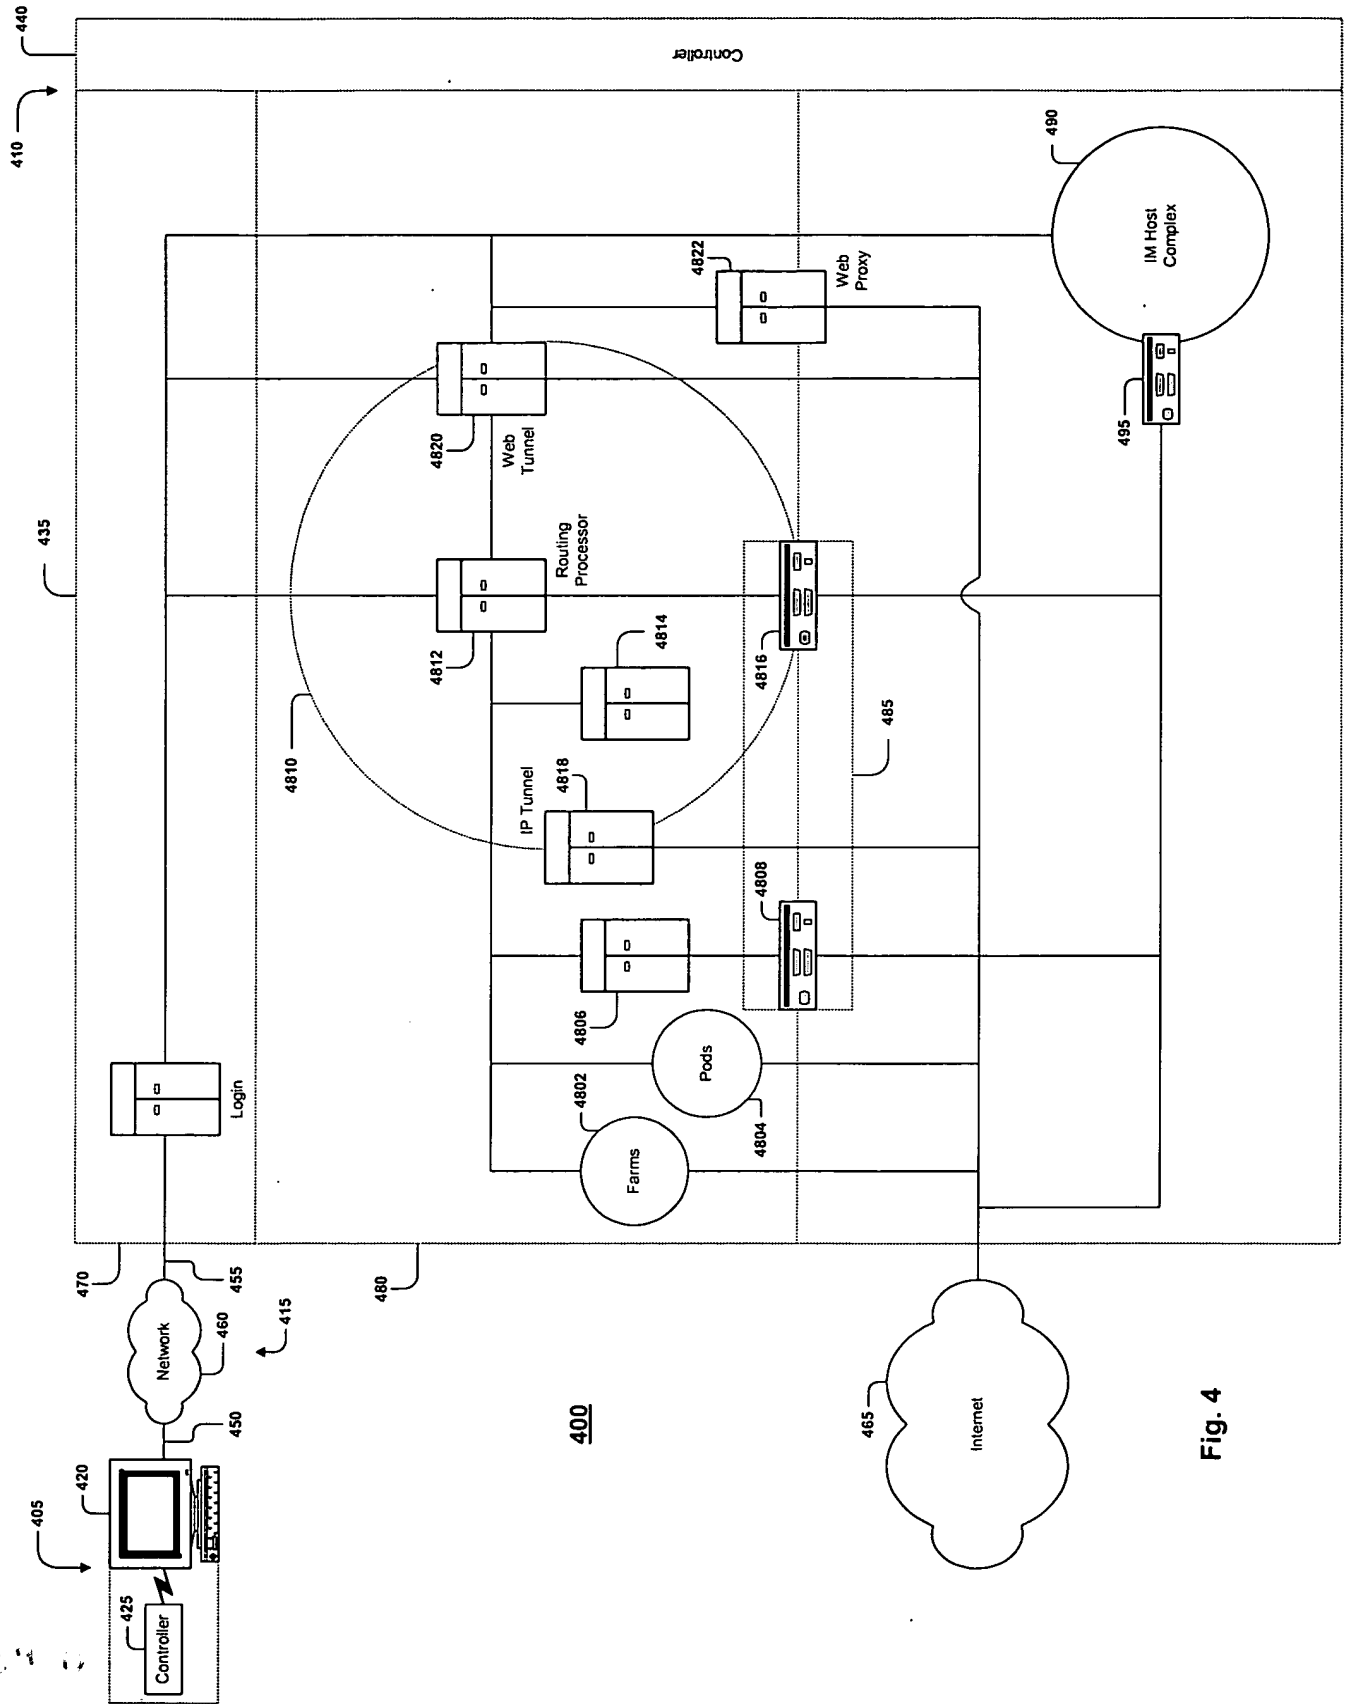 425
Controller
405
420
450
Network
460
415
455
470
Login
435
410
440
Controller
480
Farms
4802
Pods
4804
4806
4808
IP Tunnel
4818
4810
4812
Routing
Processor
4814
4816
485
4820
Web
Tunnel
4822
Web
Proxy
490
IM Host
Complex
495
400
465
Internet
Fig. 4